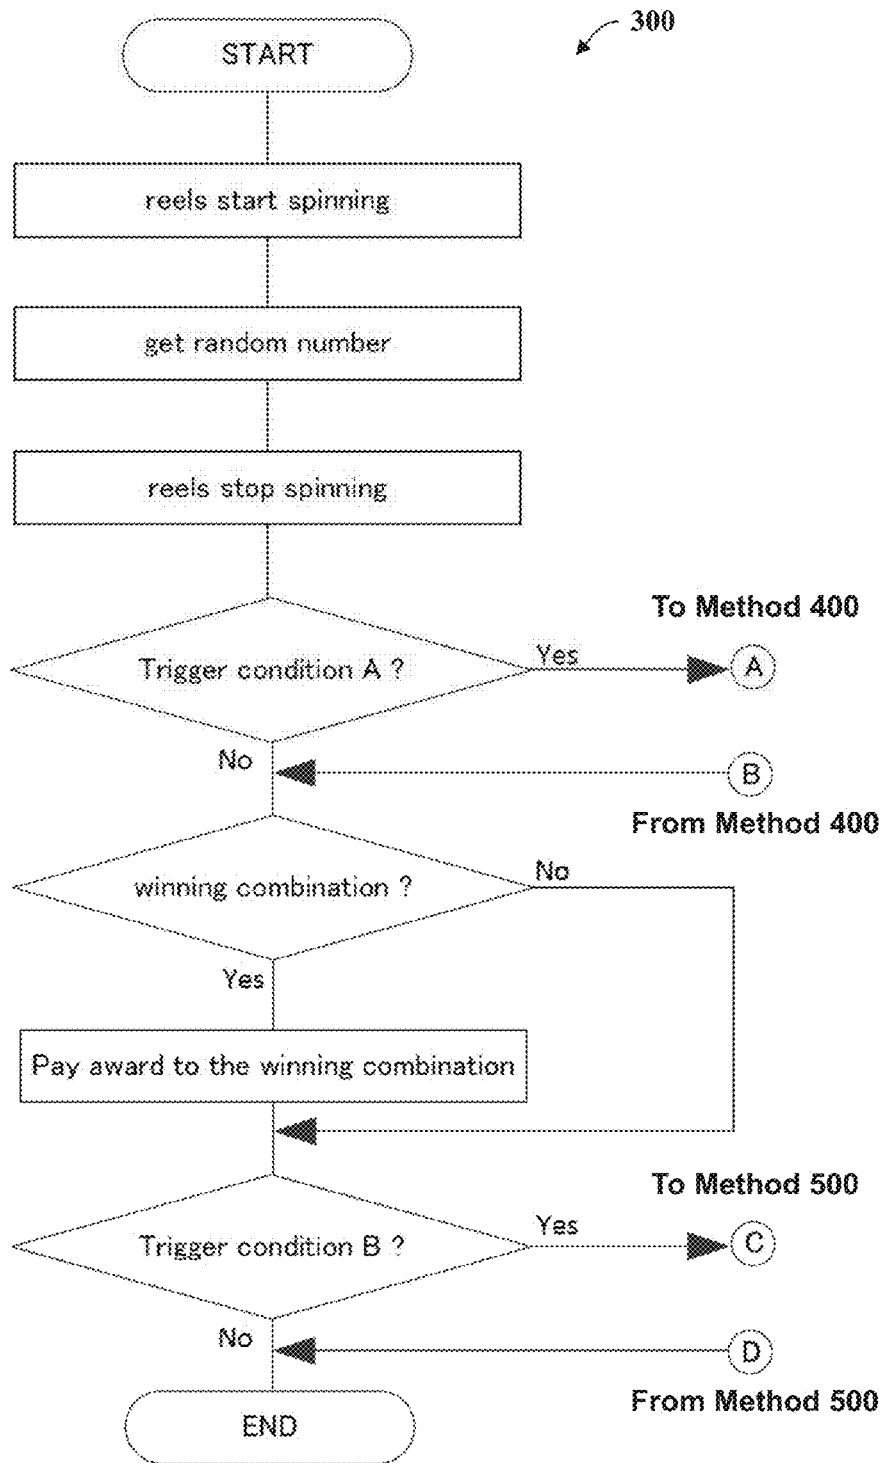 300
START
reels start spinning
get random number
reels stop spinning
To Method 400
Trigger condition A ?
Yes
A
No
B
From Method 400
winning combination ?
No
Yes
Pay award to the winning combination
To Method 500
Trigger condition B ?
Yes
C
No
D
From Method 500
END